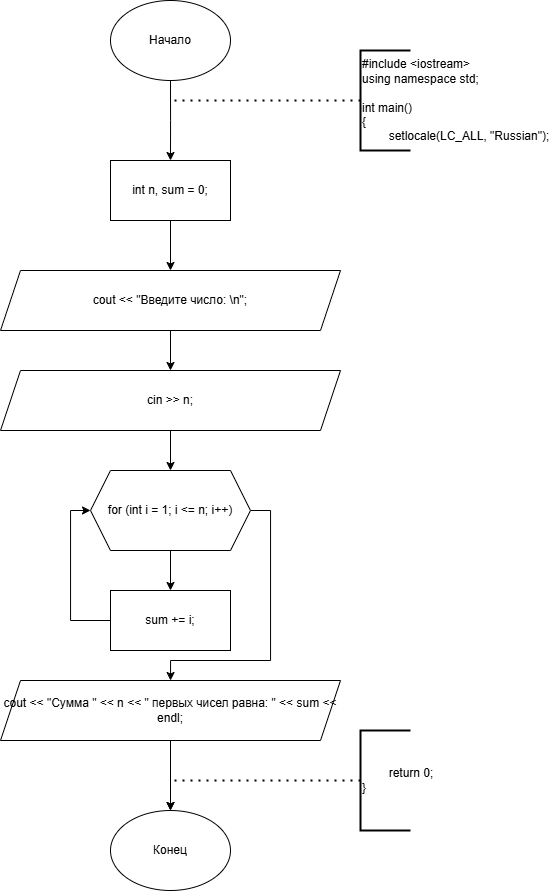 Начало
#include <iostream>
using namespace std;
int main()
{
setlocale(LC_ALL, "Russian");
int n, sum = 0;
cout << "Введите число: \n";
cin >> n;
for (int i = 1; i <= n; i++)
sum += i;
cout << "Сумма " << n << " первых чисел равна: " << sum <<
endl;
return 0;
}
Конец